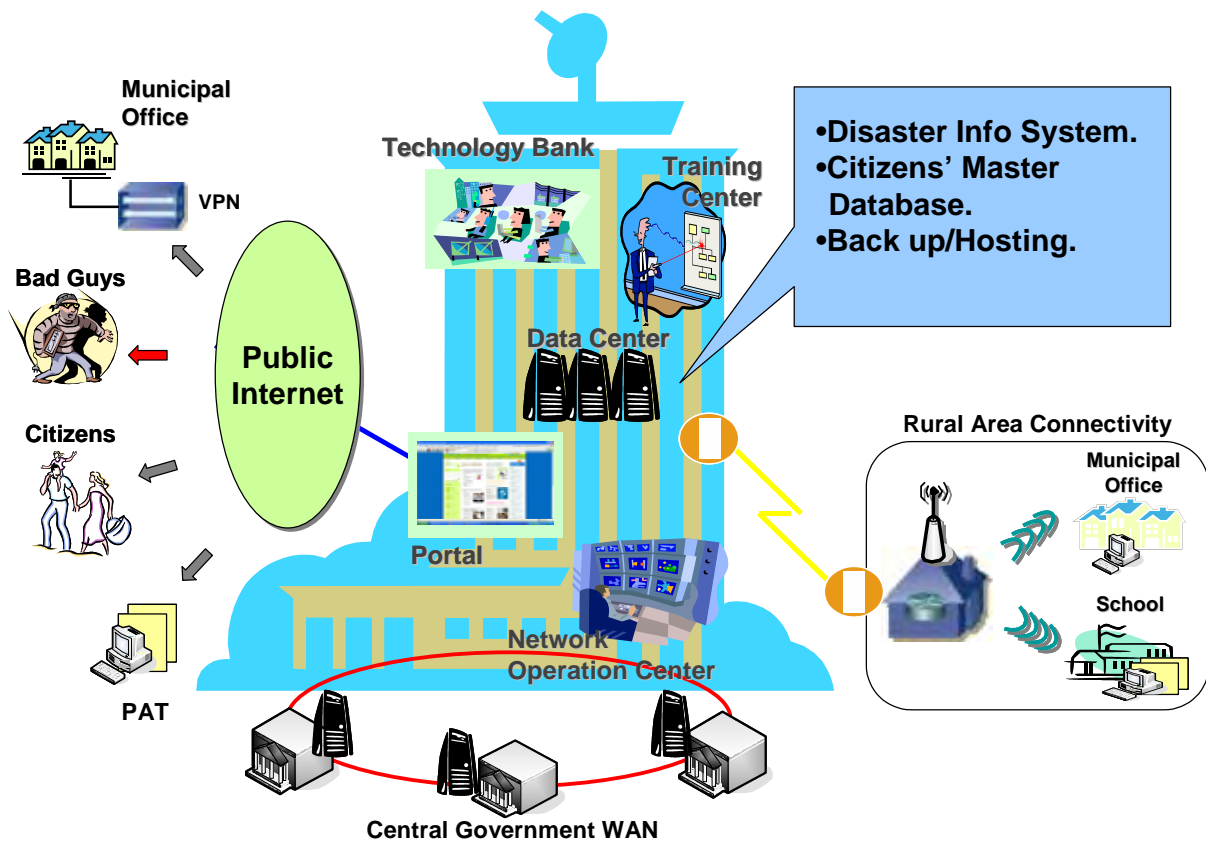 Municipal
Office
VPN
Bad Guys
Citizens
PAT
Public
Internet
Technology Bank
Training
Center
Data Center
Portal
Network
Operation Center
Central Government WAN
•Disaster Info System.
•Citizens’ Master
Database.
•Back up/Hosting.
Rural Area Connectivity
Municipal
Office
School